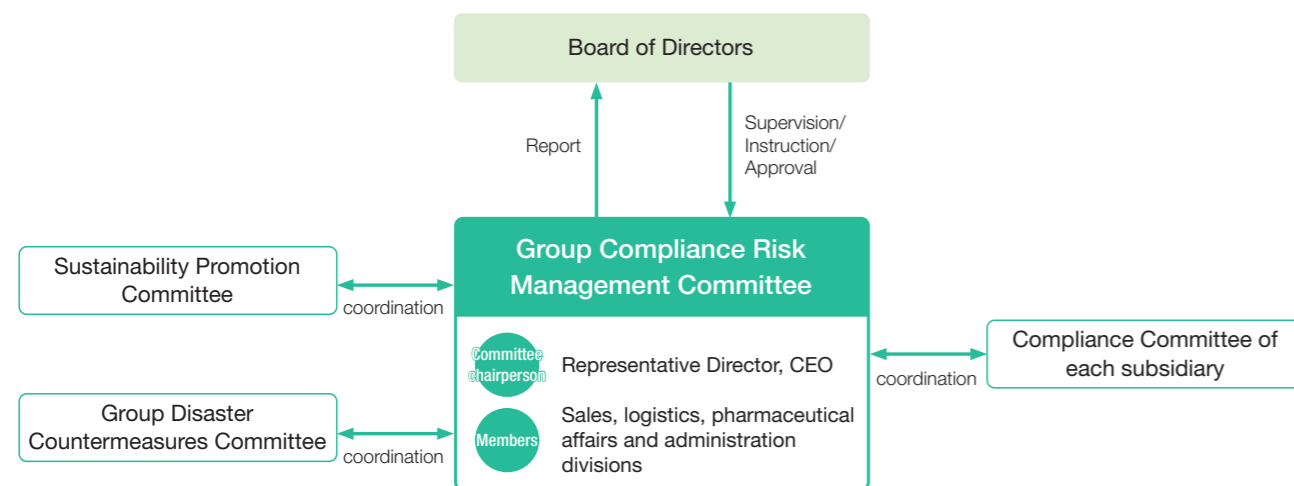 Board of Directors
Report
Supervision/
Instruction/
Approval
Group Compliance Risk
Management Committee
Sustainability Promotion
Committee
coordination
Committee
chairperson
Representative Director, CEO
Compliance Committee of
each subsidiary
coordination
Group Disaster
Countermeasures Committee
coordination
Members
Sales, logistics, pharmaceutical
affairs and administration
divisions